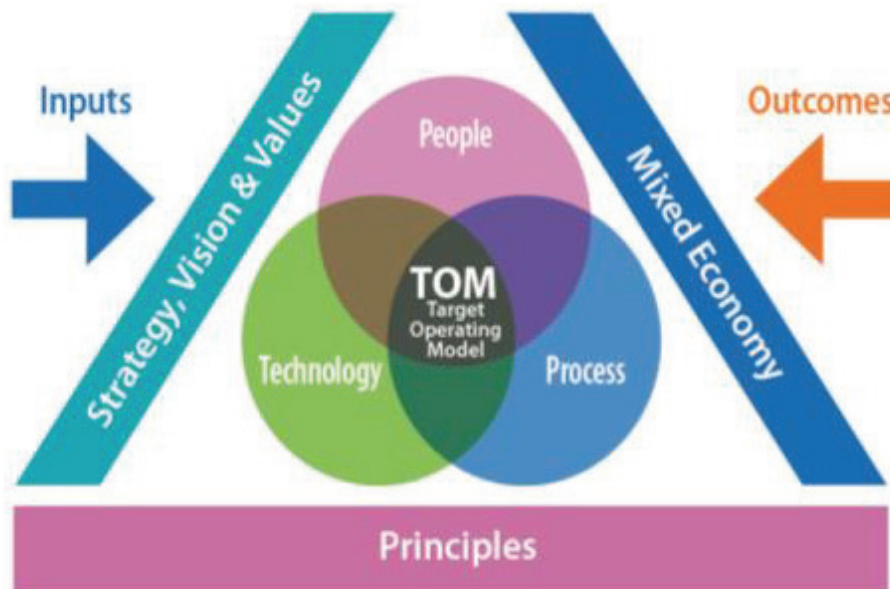 Inputs
Outcomes
Strategy, Vision & Values
Mixed Economy
People
TOM
Target
Operating
Model
Technology
Process
Principles